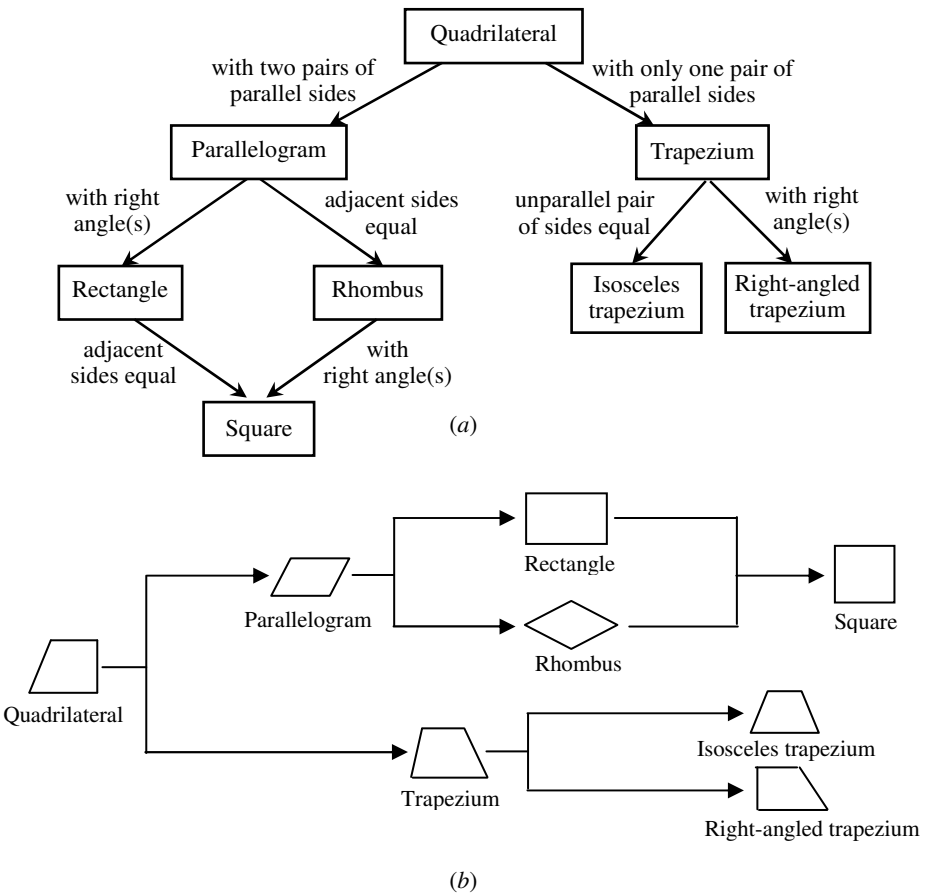 Quadrilateral
with two pairs of
parallel sides
with only one pair of
parallel sides
Parallelogram
Trapezium
with right
angle(s)
adjacent sides
equal
unparallel pair
of sides equal
with right
angle(s)
Rectangle
Rhombus
Isosceles
trapezium
Right-angled
trapezium
adjacent
sides equal
with
right angle(s)
Square
(a)
Rectangle
Parallelogram
Square
Rhombus
Quadrilateral
Isosceles trapezium
Trapezium
Right-angled trapezium
(b)